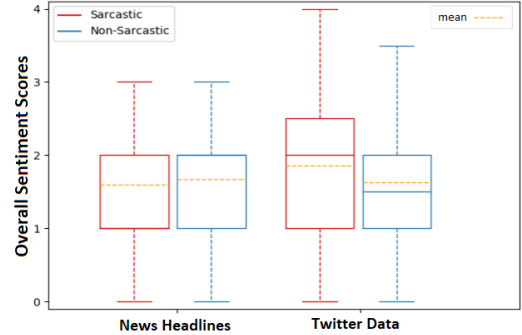 4
3
2
1
0
Overall Sentiment Scores
Sarcastic
Non-Sarcastic
mean
News Headlines
Twitter Data